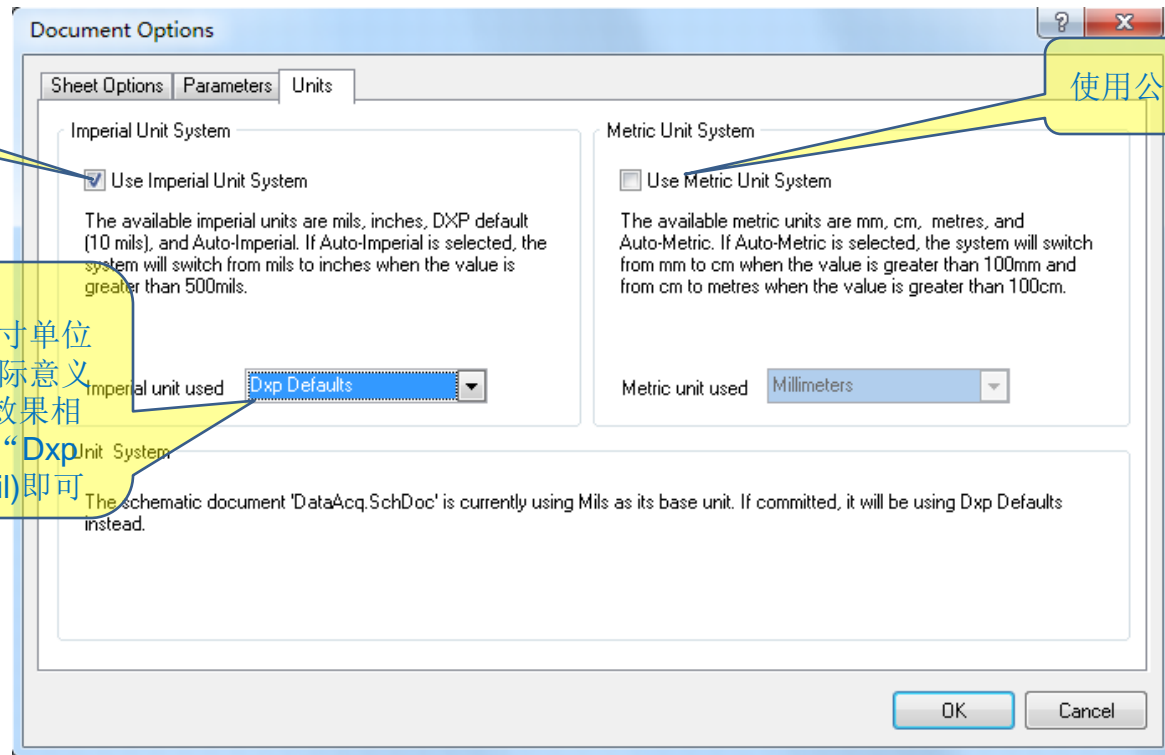 Document Options
使用公
Sheet Options Parameters Units
Imperial Unit System
Use Imperial Unit System
The available imperial units are mils, inches, DXP default
(10 mils), and Auto-Imperial. If Auto-Imperial is selected, the
system will switch from mils to inches when the value is
greater than 500mils.
Imperial unit used Dxp Defaults
Metric Unit System
Use Metric Unit System
The available metric units are mm, cm, metres, and
Auto-Metric. If Auto-Metric is selected, the system will switch
from mm to cm when the value is greater than 100mm and
from cm to metres when the value is greater than 100cm.
Metric unit used Millimeters
寸单位
际意义
效果相
“Dxp
il)即可
Unit System
The schematic document 'DataAcq.SchDoc' is currently using Mils as its base unit. If committed, it will be using Dxp Defaults
instead.
OK Cancel